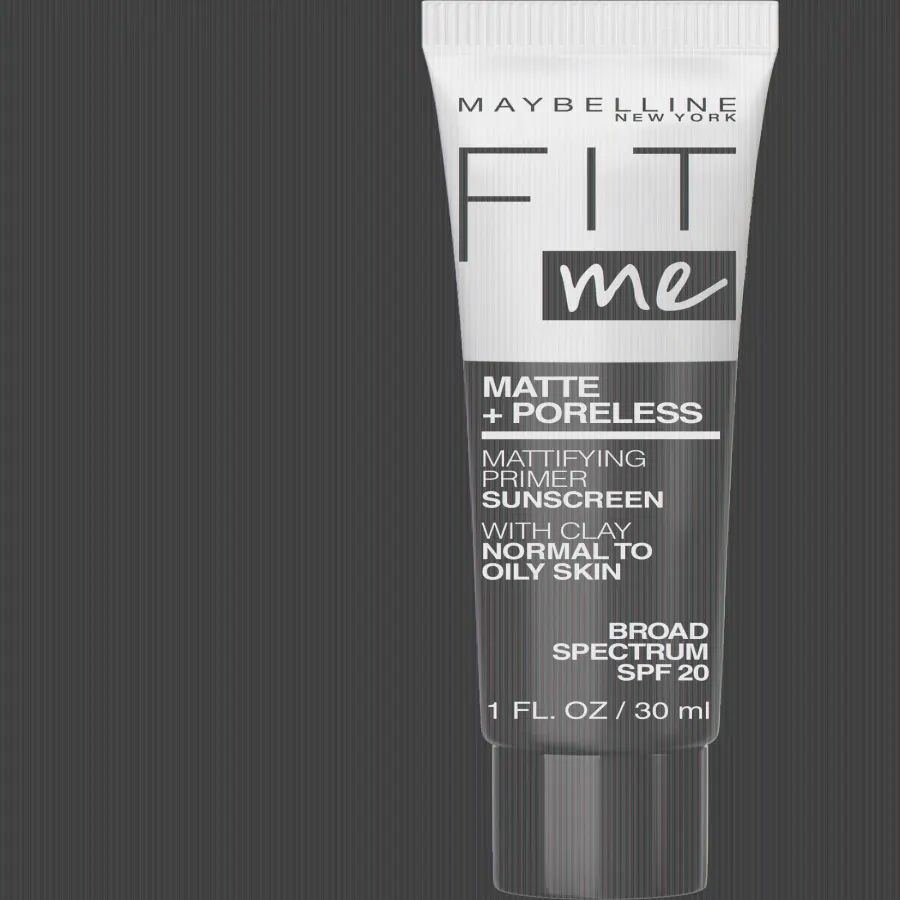 MAYBELLINE
NEW YORK
FIT
me
MATTE
+ PORELESS
MATTIFYING
PRIMER
SUNSCREEN
WITH CLAY
NORMAL TO
OILY SKIN
BROAD
SPECTRUM
SPF 20
1 FL. OZ / 30 ml